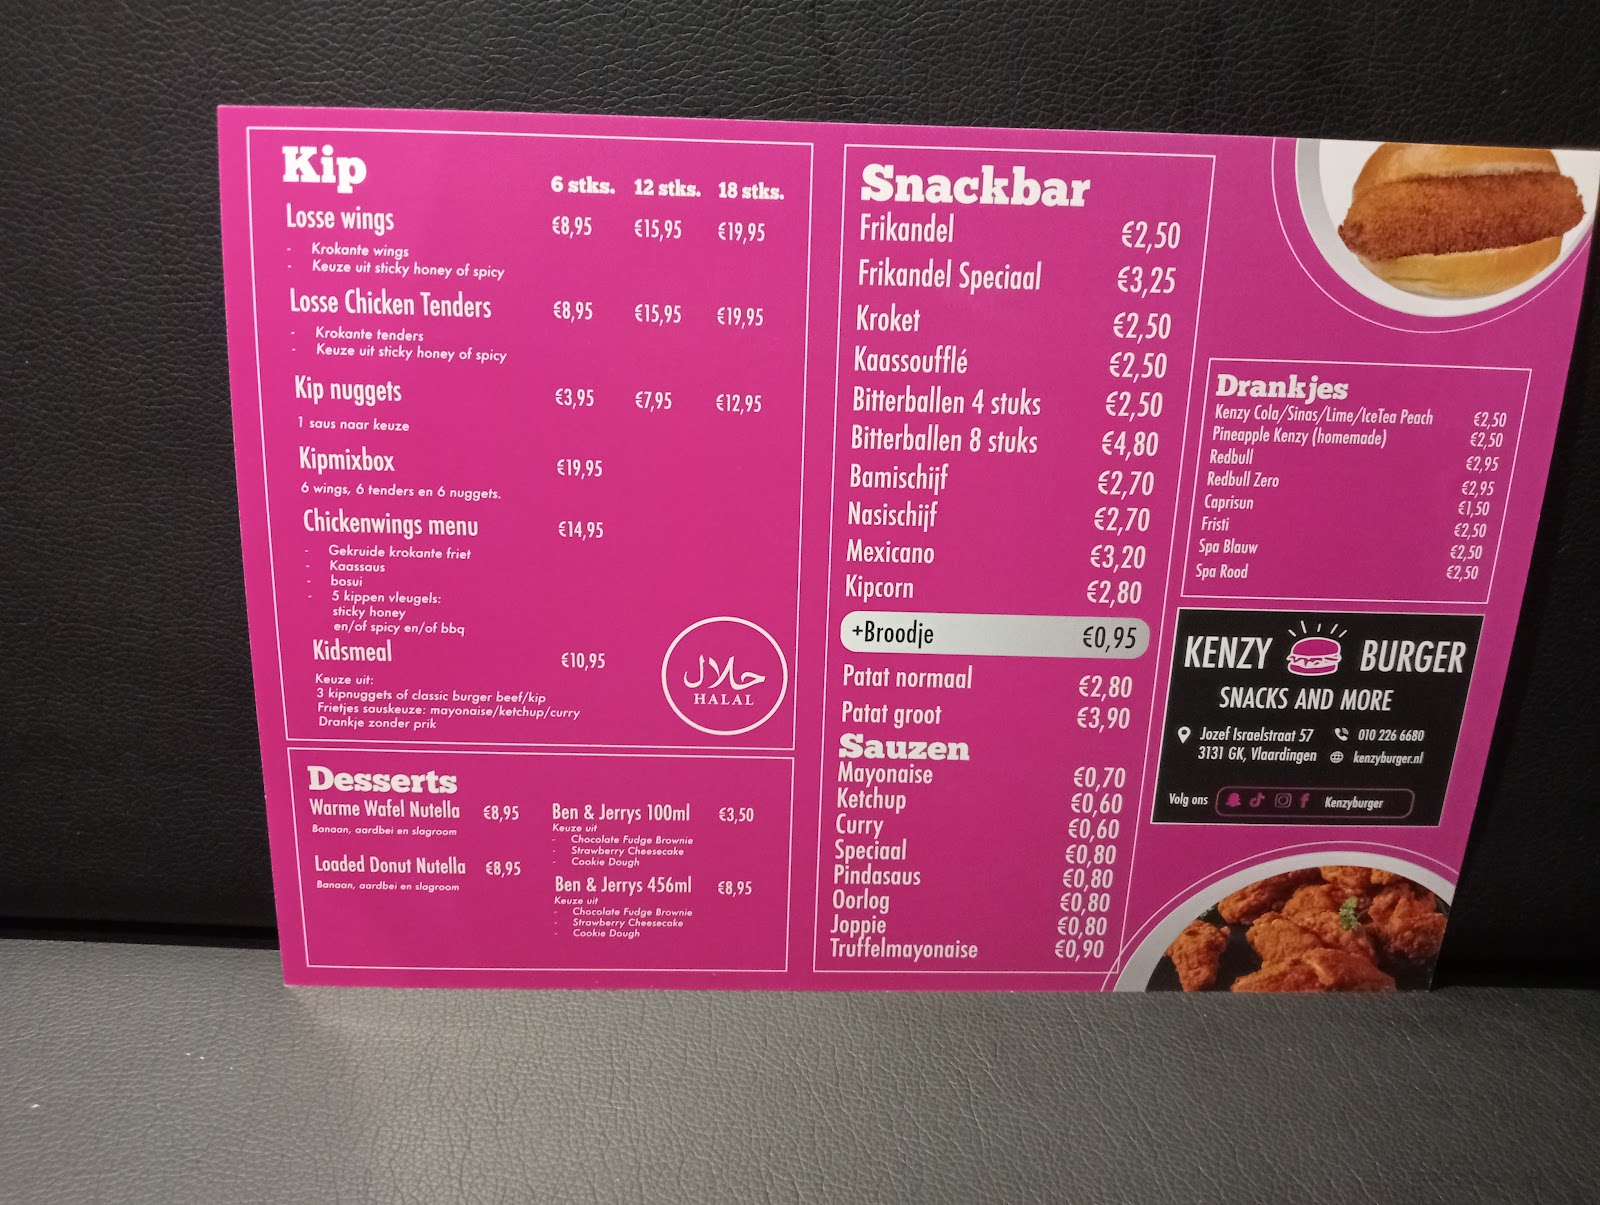 Kip
6 stks. 12 stks. 18 stks.
Losse wings €8,95 €15,95 €19,95
- Krokante wings
- Keuze uit sticky honey of spicy
Losse Chicken Tenders €8,95 €15,95 €19,95
- Krokante tenders
- Keuze uit sticky honey of spicy
Kip nuggets €3,95 €7,95 €12,95
1 saus naar keuze
Kipmixbox €19,95
6 wings, 6 tenders en 6 nuggets.
Chickenwings menu €14,95
- Gekruide krokante friet
- Kaassaus
- bosui
- 5 kippen vleugels:
sticky honey
en/of spicy en/of bbq
Kidsmeal €10,95
Keuze uit:
3 kipnuggets of classic burger beef/kip
Frietjes sauskeuze: mayonaise/ketchup/curry
Drankje zonder prik
حلال
HALAL
Desserts
Warme Wafel Nutella €8,95
Banaan, aardbei en slagroom
Loaded Donut Nutella €8,95
Banaan, aardbei en slagroom
Ben & Jerrys 100ml €3,50
Keuze uit
- Chocolate Fudge Brownie
- Strawberry Cheesecake
- Cookie Dough
Ben & Jerrys 456ml €8,95
Keuze uit
- Chocolate Fudge Brownie
- Strawberry Cheesecake
- Cookie Dough
Snackbar
Frikandel €2,50
Frikandel Speciaal €3,25
Kroket €2,50
Kaassoufflé €2,50
Bitterballen 4 stuks €2,50
Bitterballen 8 stuks €4,80
Bamischijf €2,70
Nasischijf €2,70
Mexicano €3,20
Kipcorn €2,80
+Broodje €0,95
Patat normaal €2,80
Patat groot €3,90
Sauzen
Mayonaise €0,70
Ketchup €0,60
Curry €0,60
Speciaal €0,80
Pindasaus €0,80
Oorlog €0,80
Joppie €0,80
Truffelmayonaise €0,90
Drankjes
Kenzy Cola/Sinas/Lime/IceTea Peach €2,50
Pineapple Kenzy (homemade) €2,50
Redbull €2,95
Redbull Zero €2,95
Caprisun €1,50
Fristi €2,50
Spa Blauw €2,50
Spa Rood €2,50
KENZY BURGER
SNACKS AND MORE
Jozef Israelstraat 57 010 226 6680
3131 GK, Vlaardingen kenzyburger.nl
Volg ons Kenzyburger